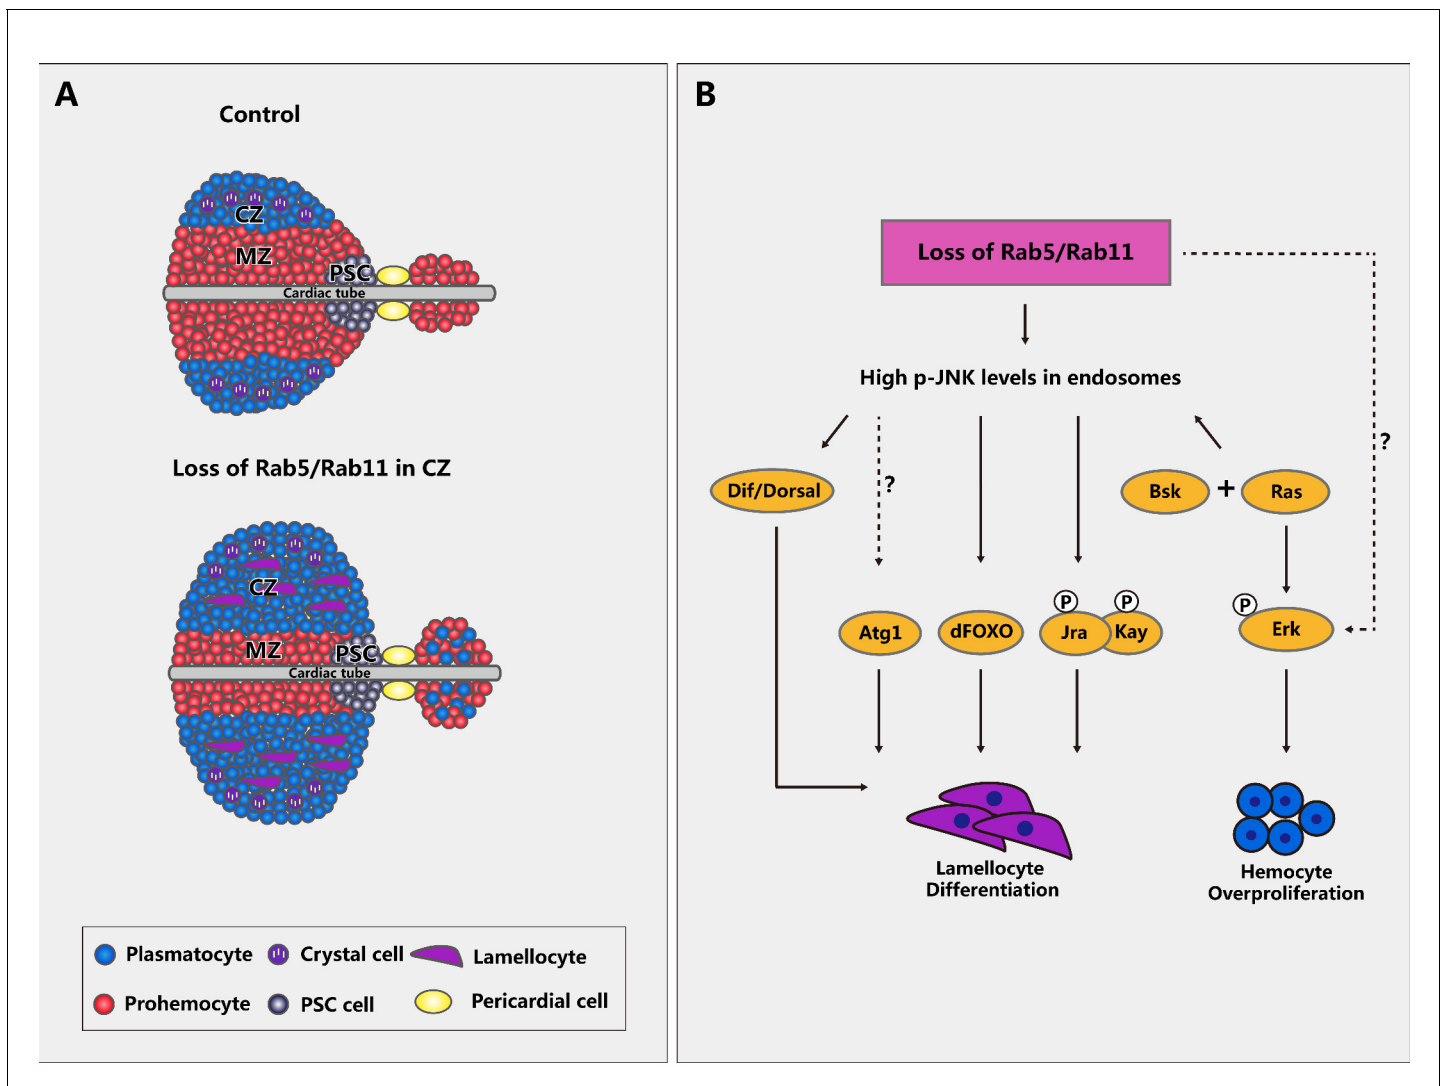 A
Control
CZ
MZ
PSC
Cardiac tube
Loss of Rab5/Rab11 in CZ
CZ
MZ
PSC
Cardiac tube
Plasmatocyte
Crystal cell
Lamellocyte
Prohemocyte
PSC cell
Pericardial cell
B
Loss of Rab5/Rab11
High p-JNK levels in endosomes
?
Dif/Dorsal
?
Bsk + Ras
P
P
P
Atg1
dFOXO
Jra
Kay
Erk
Lamellocyte
Differentiation
Hemocyte
Overproliferation